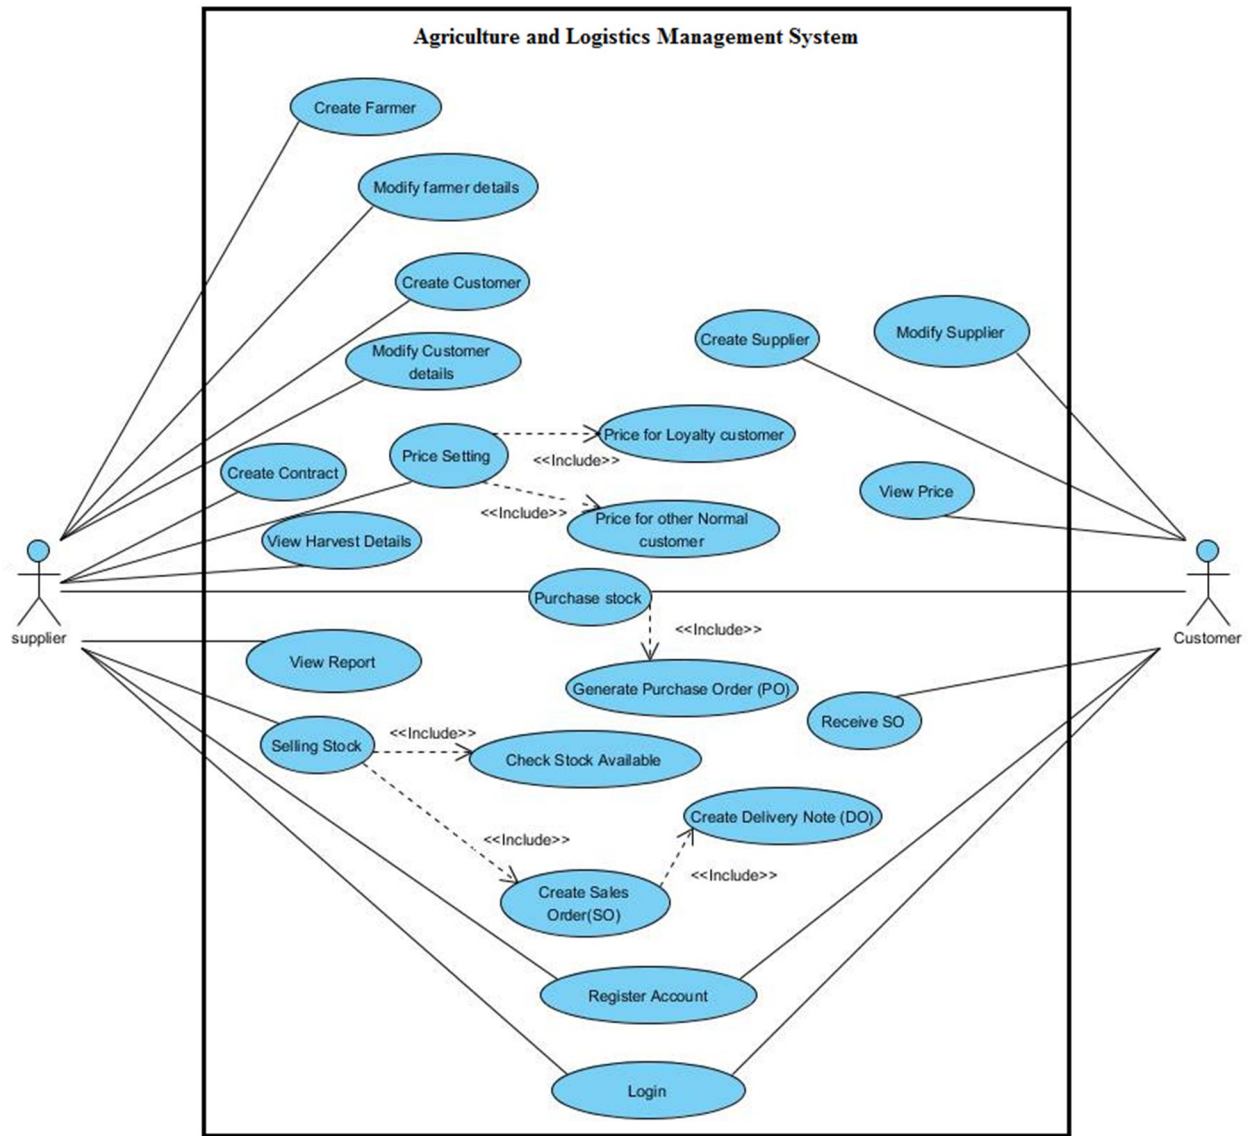 Agriculture and Logistics Management System
Create Farmer
Modify farmer details
Create Customer
Create Supplier
Modify Supplier
Modify Customer
details
Price for Loyalty customer
Price Setting
<<Include>>
Create Contract
View Price
<<Include>>
Price for other Normal
customer
View Harvest Details
Purchase stock
supplier
Customer
<<Include>>
View Report
Generate Purchase Order (PO)
Receive SO
Selling Stock
<<Include>>
Check Stock Available
Create Delivery Note (DO)
<<Include>>
<<Include>>
Create Sales
Order(SO)
Register Account
Login